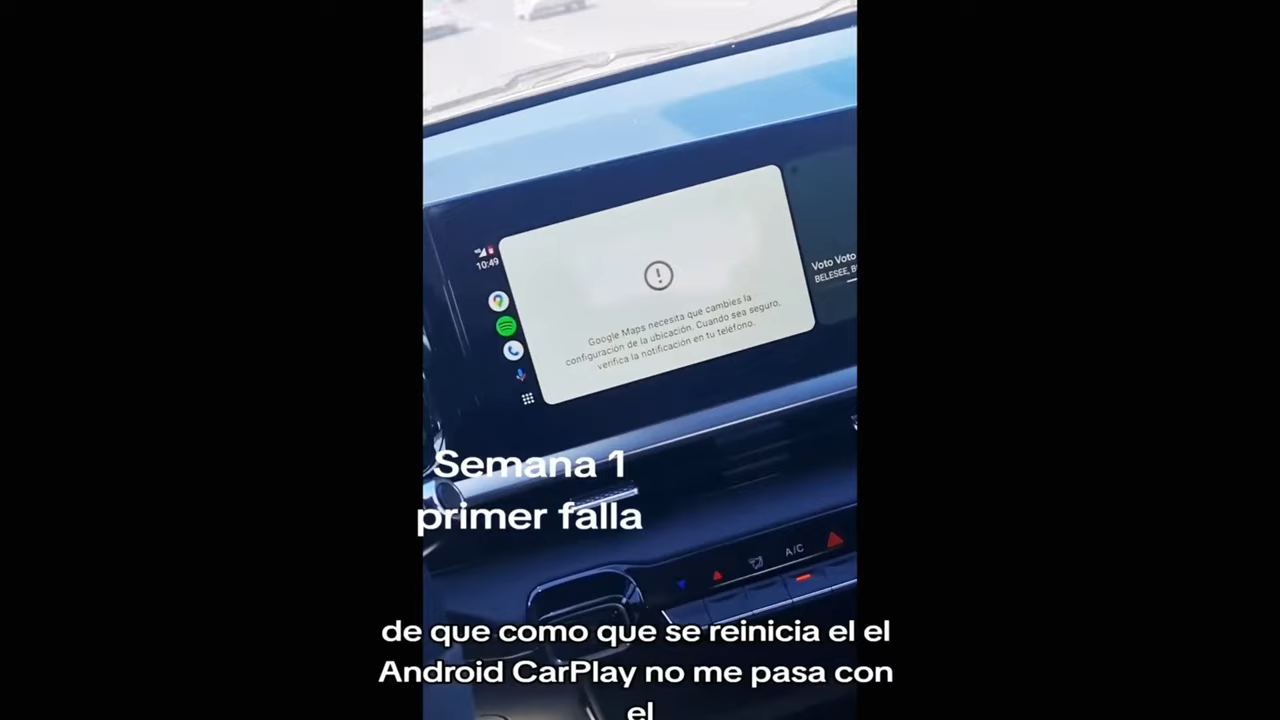 10:49
Google Maps necesita que cambies la
configuración de la ubicación. Cuando sea seguro,
verifica la notificación en tu teléfono.
Voto Voto
BELESEE, B
Semana 1
primer falla
A/C
de que como que se reinicia el el
Android CarPlay no me pasa con
el